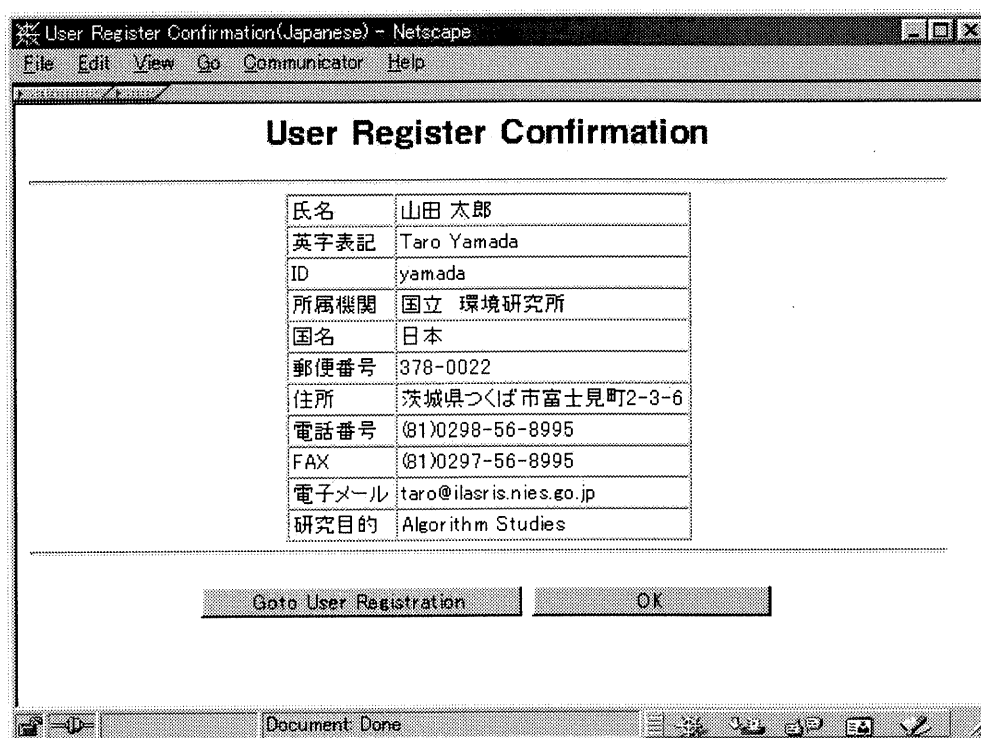 User Register Confirmation(Japanese) - Netscape
File Edit View Go Communicator Help
User Register Confirmation
氏名 山田 太郎
英字表記 Taro Yamada
ID yamada
所属機関 国立 環境研究所
国名 日本
郵便番号 378-0022
住所 茨城県つくば市富士見町2-3-6
電話番号 (81)0298-56-8995
FAX (81)0297-56-8995
電子メール taro@ilasris.nies.go.jp
研究目的 Algorithm Studies
Goto User Registration OK
Document: Done